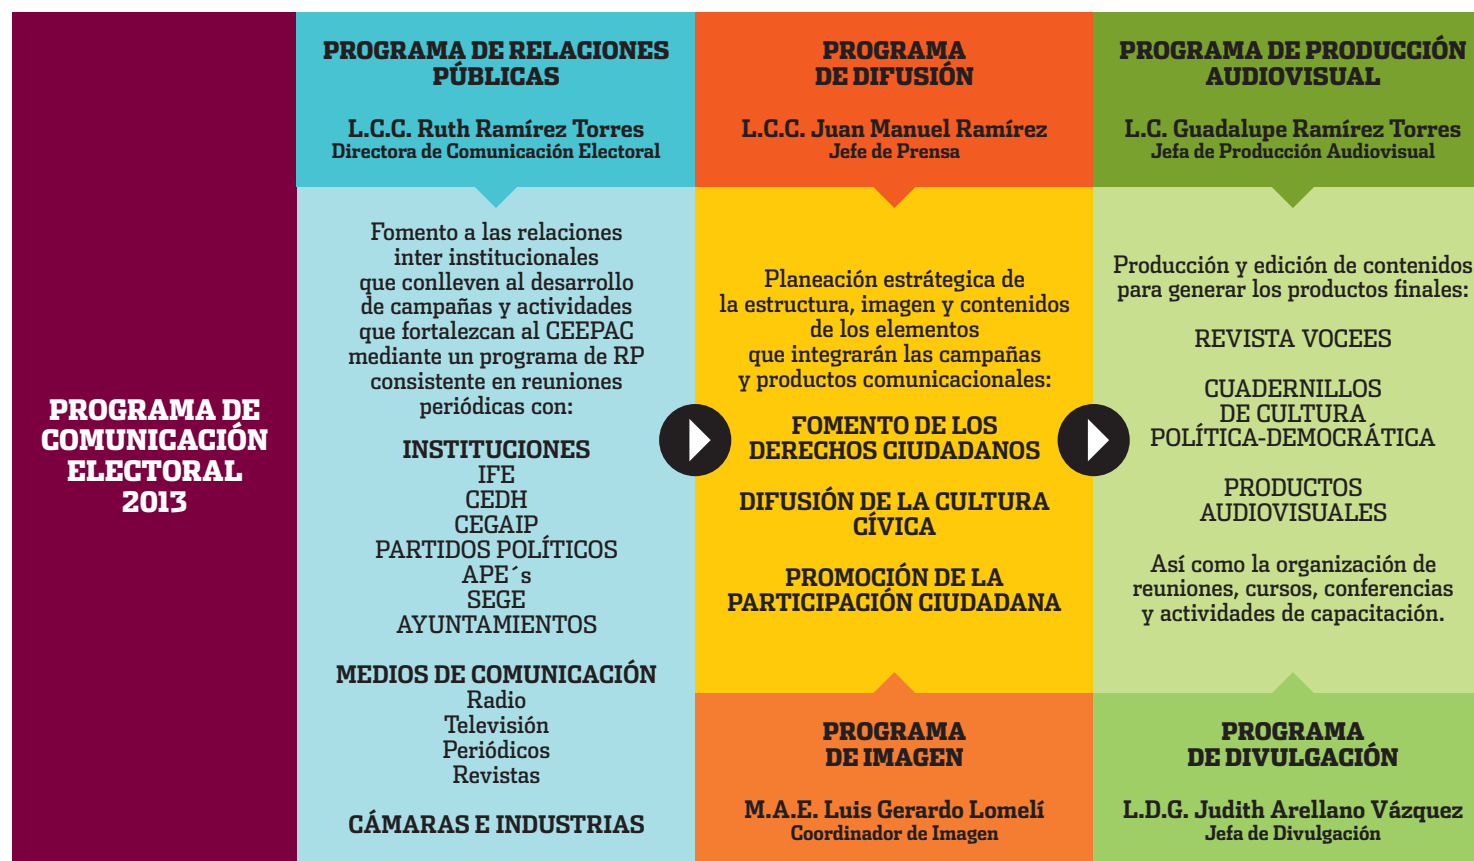 PROGRAMA DE
COMUNICACIÓN
ELECTORAL
2013
PROGRAMA DE RELACIONES
PÚBLICAS
L.C.C. Ruth Ramírez Torres
Directora de Comunicación Electoral
Fomento a las relaciones
inter institucionales
que conlleven al desarrollo
de campañas y actividades
que fortalezcan al CEEPAC
mediante un programa de RP
consistente en reuniones
periódicas con:
INSTITUCIONES
IFE
CEDH
CEGAIP
PARTIDOS POLÍTICOS
APE´s
SEGE
AYUNTAMIENTOS
MEDIOS DE COMUNICACIÓN
Radio
Televisión
Periódicos
Revistas
CÁMARAS E INDUSTRIAS
PROGRAMA
DE DIFUSIÓN
L.C.C. Juan Manuel Ramírez
Jefe de Prensa
Planeación estrátegica de
la estructura, imagen y contenidos
de los elementos
que integrarán las campañas
y productos comunicacionales:
FOMENTO DE LOS
DERECHOS CIUDADANOS
DIFUSIÓN DE LA CULTURA
CÍVICA
PROMOCIÓN DE LA
PARTICIPACIÓN CIUDADANA
PROGRAMA
DE IMAGEN
M.A.E. Luis Gerardo Lomelí
Coordinador de Imagen
PROGRAMA DE PRODUCCIÓN
AUDIOVISUAL
L.C. Guadalupe Ramírez Torres
Jefa de Producción Audiovisual
Producción y edición de contenidos
para generar los productos finales:
REVISTA VOCEES
CUADERNILLOS
DE CULTURA
POLÍTICA-DEMOCRÁTICA
PRODUCTOS
AUDIOVISUALES
Así como la organización de
reuniones, cursos, conferencias
y actividades de capacitación.
PROGRAMA
DE DIVULGACIÓN
L.D.G. Judith Arellano Vázquez
Jefa de Divulgación